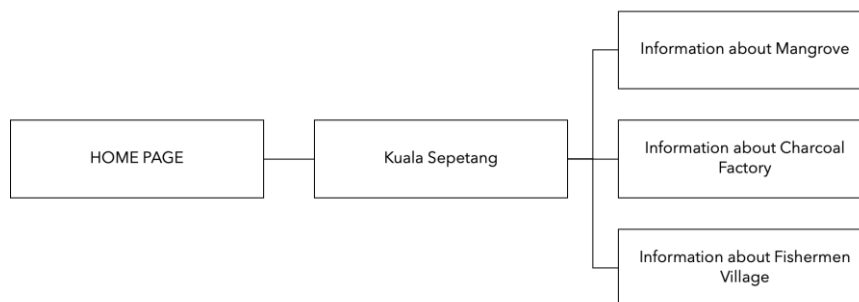 HOME PAGE
Kuala Sepetang
Information about Mangrove
Information about Charcoal
Factory
Information about Fishermen
Village